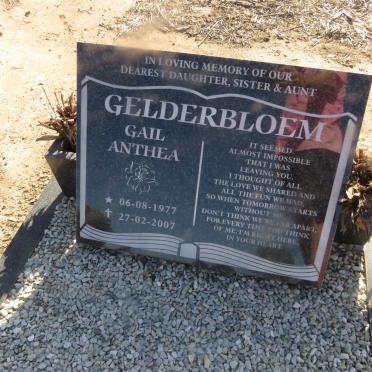 IN LOVING MEMORY OF OUR
DEAREST DAUGHTER, SISTER & AUNT
GELDERBLOEM
GAIL
ANTHEA
06-08-1977
27-02-2007
IT SEEMED
ALMOST IMPOSSIBLE
THAT I WAS
LEAVING YOU.
I THOUGHT OF ALL
THE LOVE WE SHARED AND
ALL THE FUN WE HAD.
SO WHEN TOMORROW STARTS
WITHOUT ME
DON'T THINK WE'RE FAR APART,
FOR EVERY TIME YOU THINK
OF ME, I'M RIGHT HERE,
IN YOUR HEART